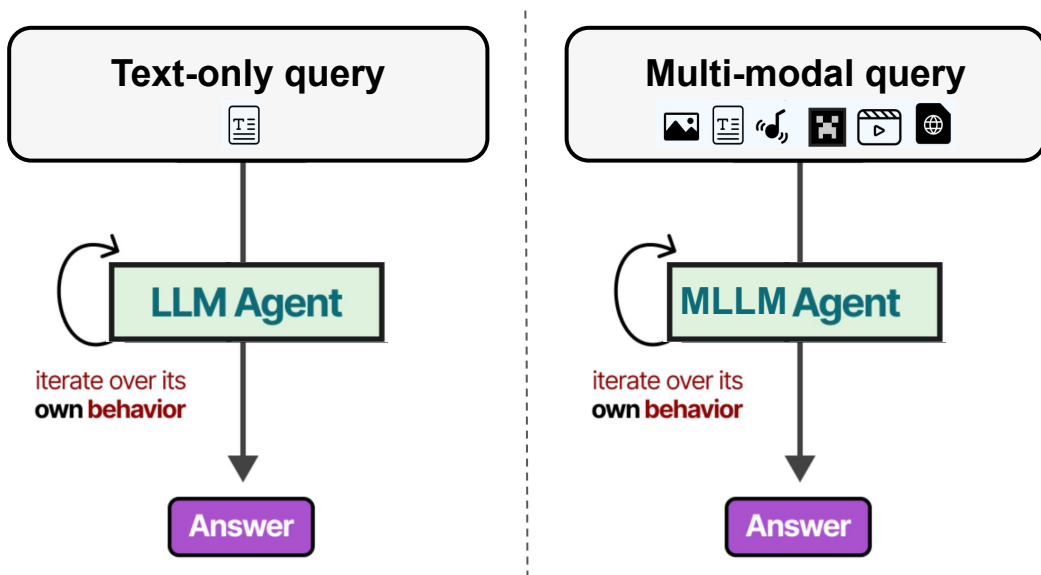 Text-only query
T
LLM Agent
iterate over its
own behavior
Answer
Multi-modal query
T
MLLM Agent
iterate over its
own behavior
Answer